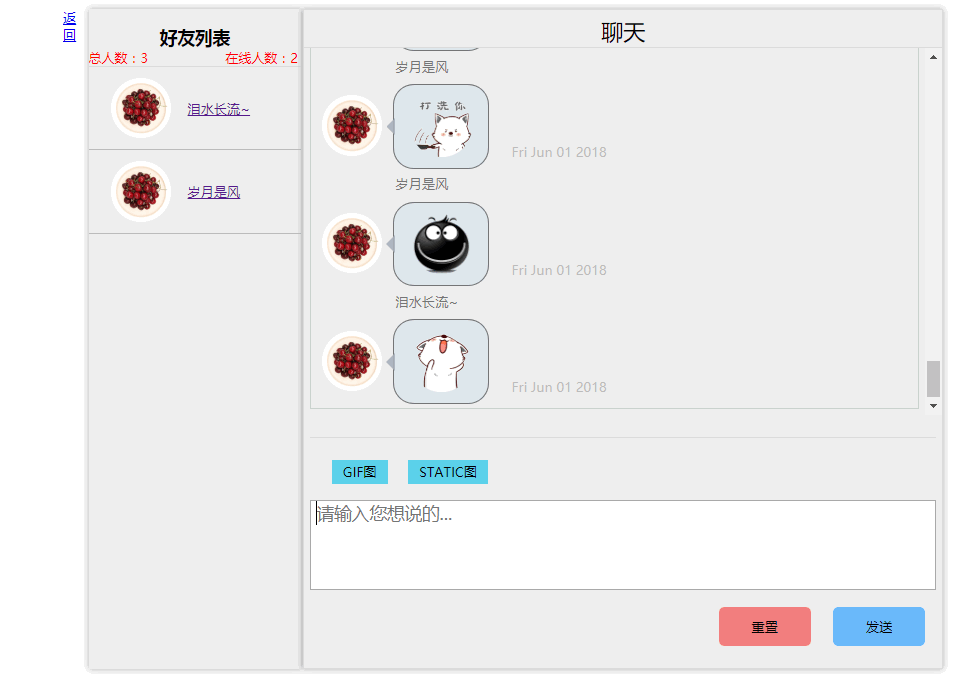 返
回
好友列表
总人数：3 在线人数：2
泪水长流~
岁月是风
聊天
岁月是风
打洗你
Fri Jun 01 2018
岁月是风
Fri Jun 01 2018
泪水长流~
Fri Jun 01 2018
GIF图 STATIC图
请输入您想说的...
重置 发送